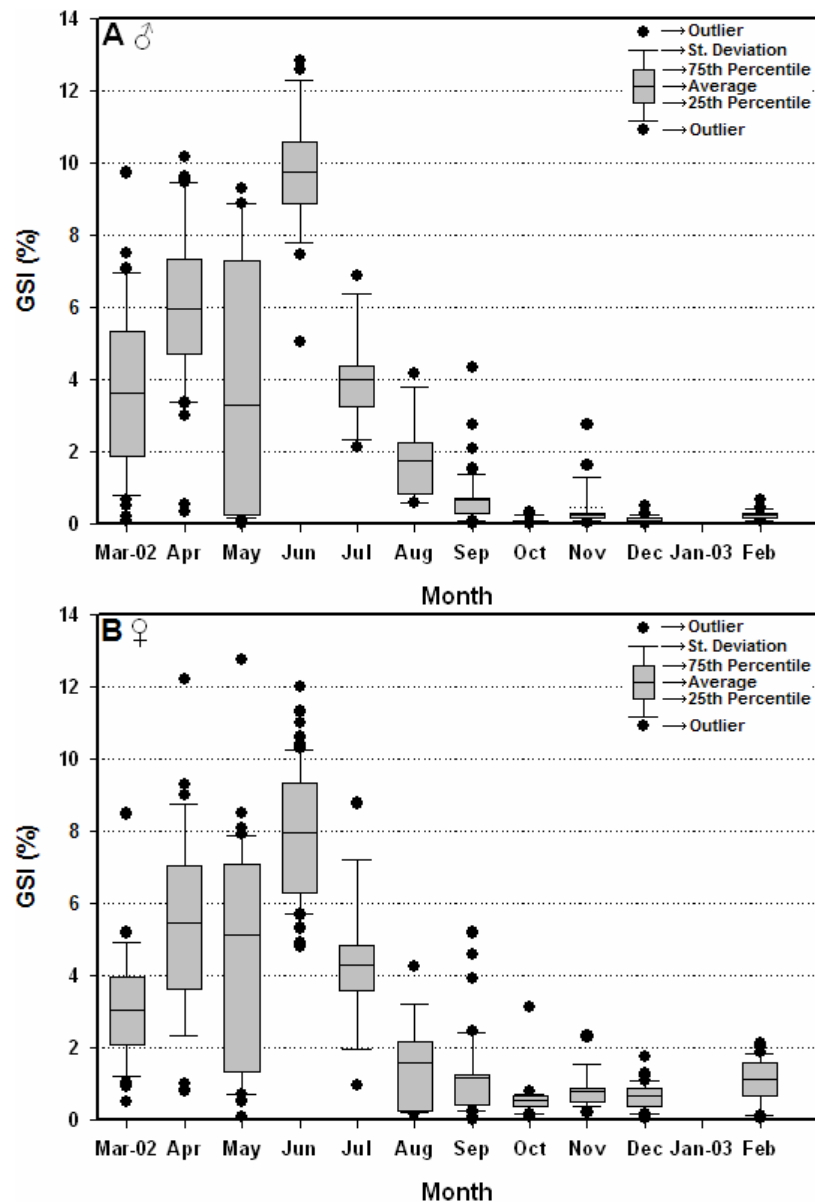 A ♂
14
12
10
8
6
4
2
0
GSI (%)
→Outlier
→St. Deviation
→75th Percentile
→Average
→25th Percentile
→Outlier
Mar-02 Apr May Jun Jul Aug Sep Oct Nov Dec Jan-03 Feb
Month
B ♀
14
12
10
8
6
4
2
0
GSI (%)
→Outlier
→St. Deviation
→75th Percentile
→Average
→25th Percentile
→Outlier
Mar-02 Apr May Jun Jul Aug Sep Oct Nov Dec Jan-03 Feb
Month